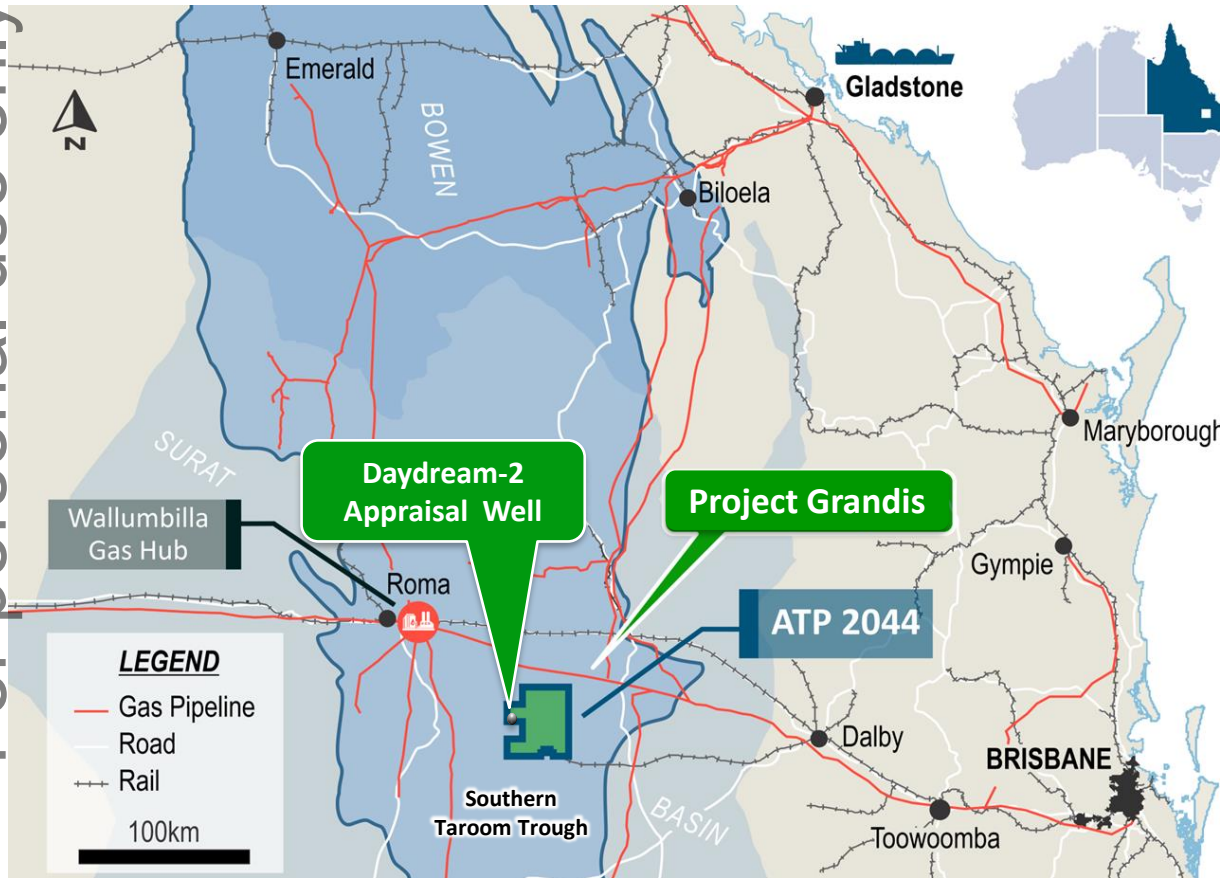 Emerald
N
BOWEN
Gladstone
Biloela
Maryborough
SURAT
Daydream-2
Appraisal Well
Project Grandis
Wallumbilla
Gas Hub
Roma
Gympie
ATP 2044
LEGEND
Gas Pipeline
Road
Rail
100km
Southern
Taroom Trough
BASIN
Dalby
BRISBANE
Toowoomba